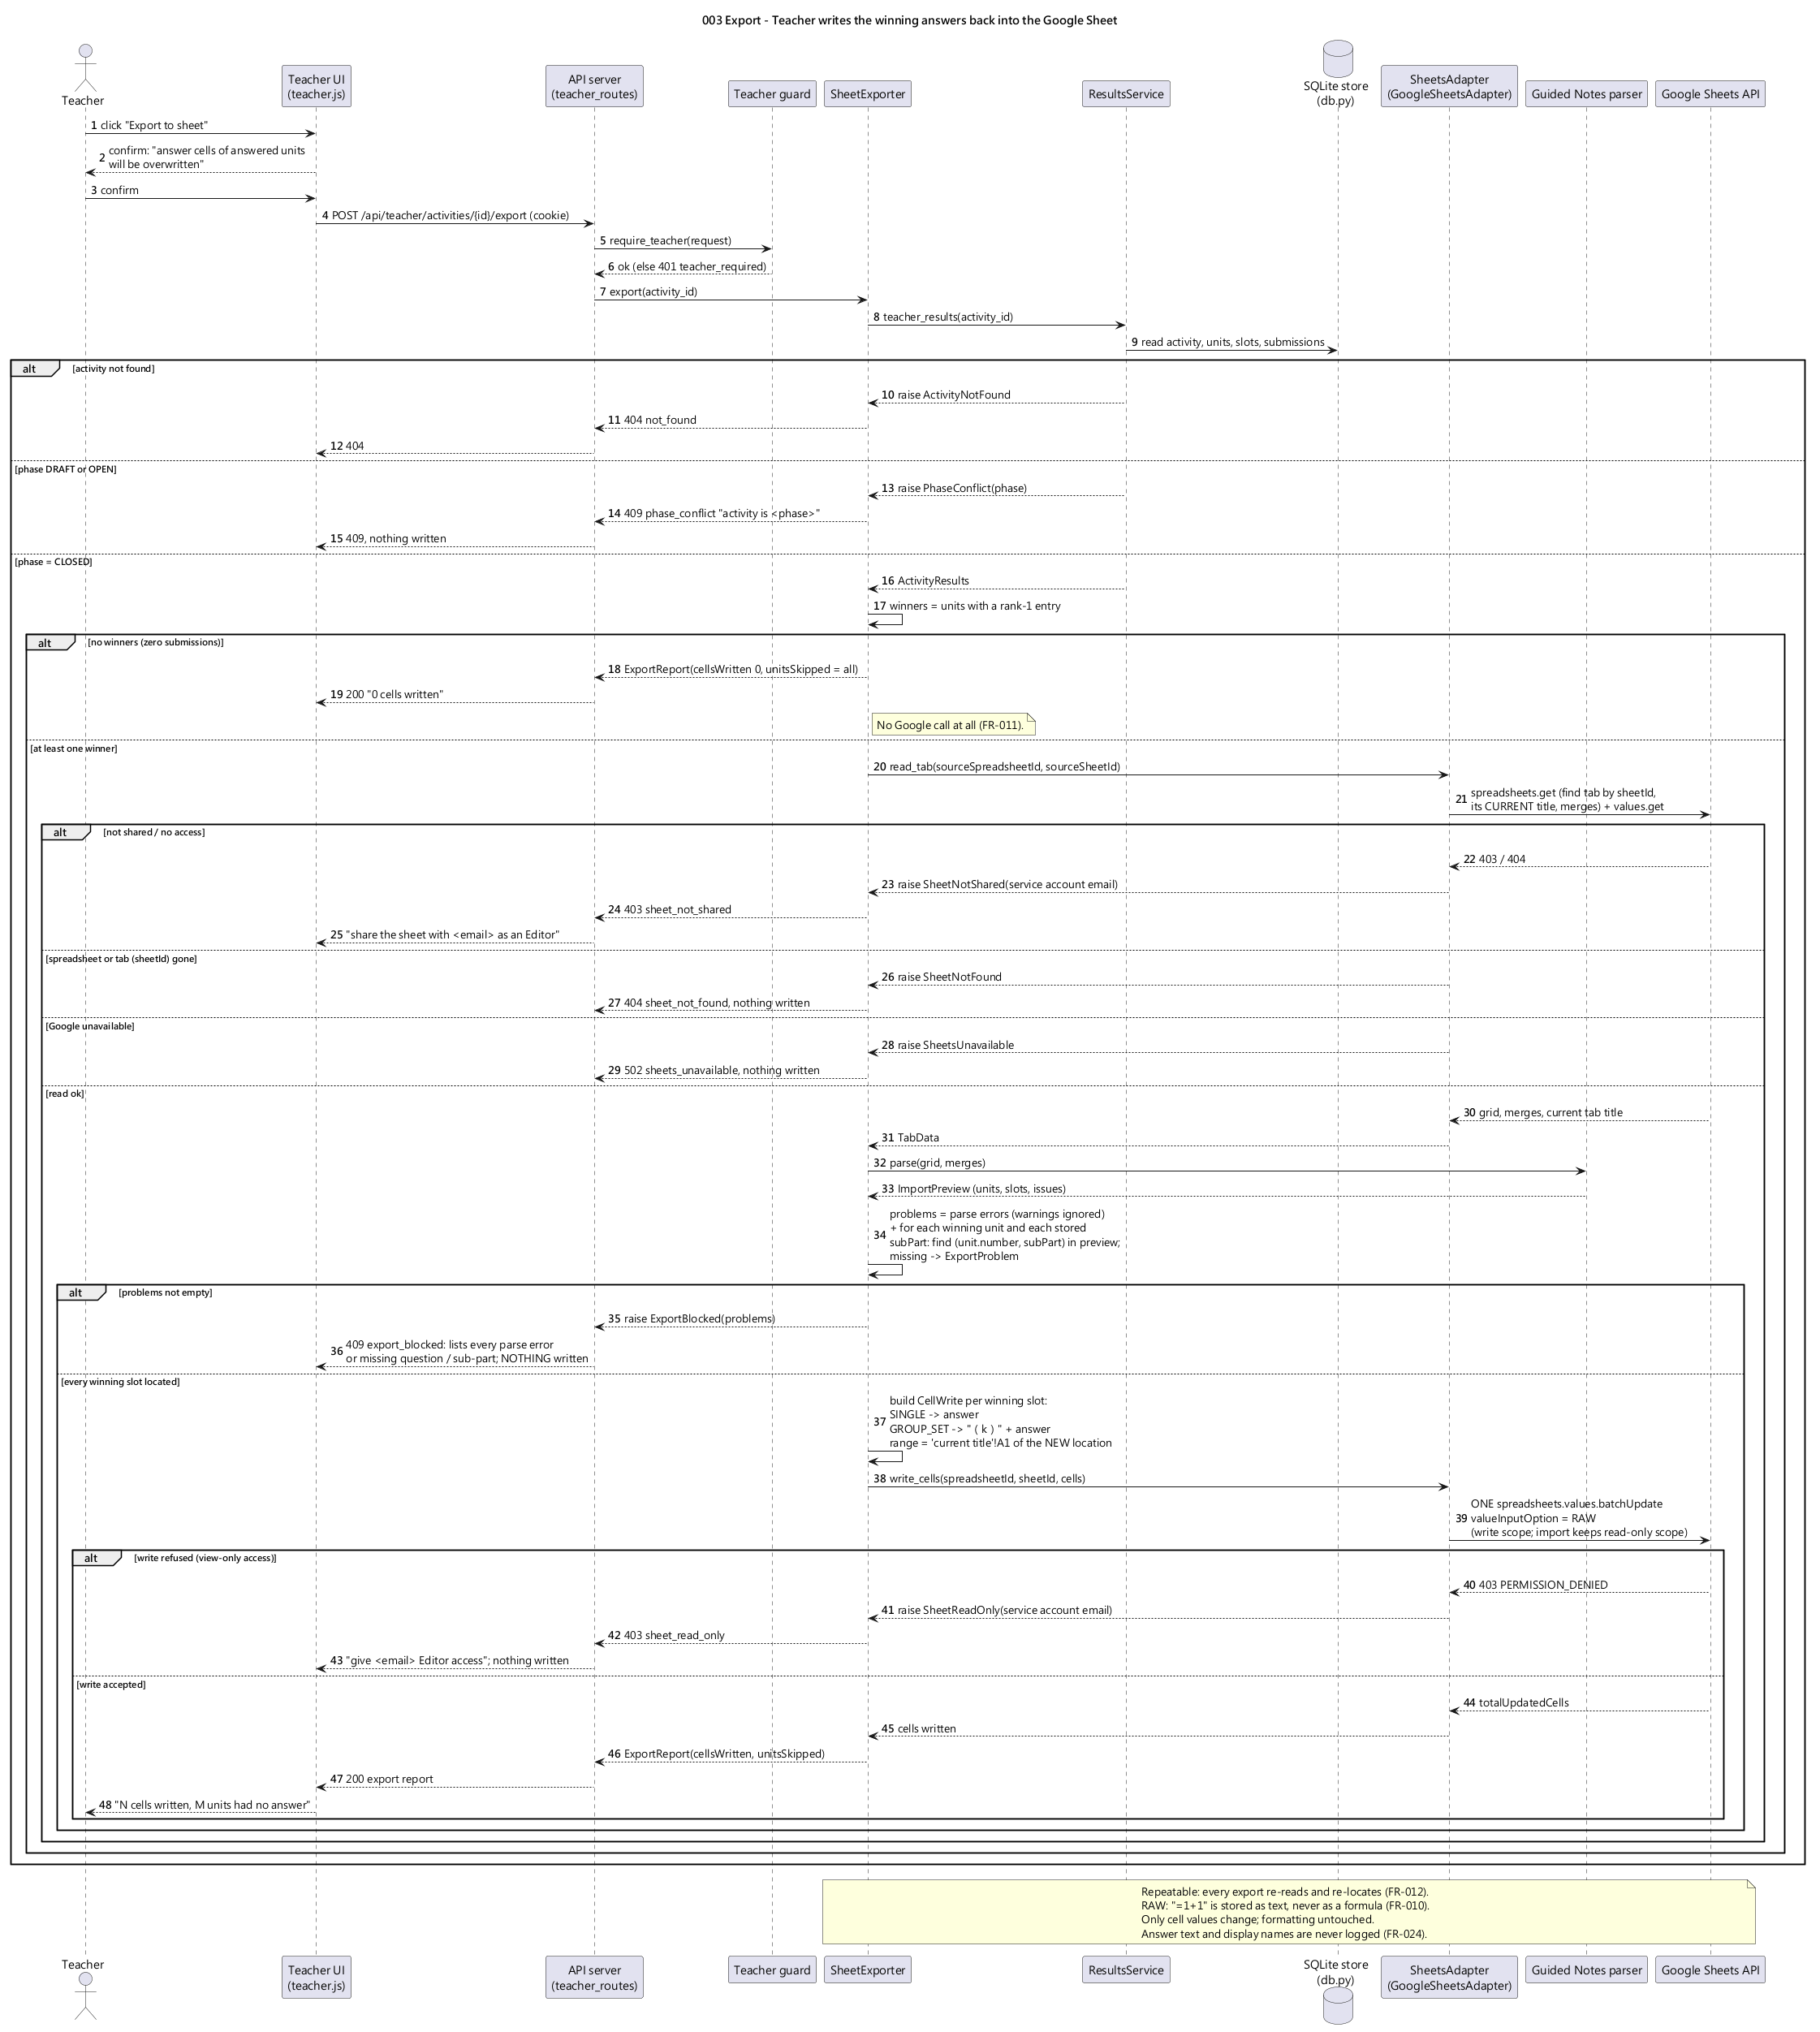 003 Export - Teacher writes the winning answers back into the Google Sheet
Teacher
Teacher UI
(teacher.js)
API server
(teacher_routes)
Teacher guard
SheetExporter
ResultsService
SQLite store
(db.py)
SheetsAdapter
(GoogleSheetsAdapter)
Guided Notes parser
Google Sheets API
1 click "Export to sheet"
2 confirm: "answer cells of answered units
will be overwritten"
3 confirm
4 POST /api/teacher/activities/{id}/export (cookie)
5 require_teacher(request)
6 ok (else 401 teacher_required)
7 export(activity_id)
8 teacher_results(activity_id)
9 read activity, units, slots, submissions
alt [activity not found]
10 raise ActivityNotFound
11 404 not_found
12 404
[phase DRAFT or OPEN]
13 raise PhaseConflict(phase)
14 409 phase_conflict "activity is <phase>"
15 409, nothing written
[phase = CLOSED]
16 ActivityResults
17 winners = units with a rank-1 entry
alt [no winners (zero submissions)]
18 ExportReport(cellsWritten 0, unitsSkipped = all)
19 200 "0 cells written"
No Google call at all (FR-011).
[at least one winner]
20 read_tab(sourceSpreadsheetId, sourceSheetId)
21 spreadsheets.get (find tab by sheetId,
its CURRENT title, merges) + values.get
alt [not shared / no access]
22 403 / 404
23 raise SheetNotShared(service account email)
24 403 sheet_not_shared
25 "share the sheet with <email> as an Editor"
[spreadsheet or tab (sheetId) gone]
26 raise SheetNotFound
27 404 sheet_not_found, nothing written
[Google unavailable]
28 raise SheetsUnavailable
29 502 sheets_unavailable, nothing written
[read ok]
30 grid, merges, current tab title
31 TabData
32 parse(grid, merges)
33 ImportPreview (units, slots, issues)
34 problems = parse errors (warnings ignored)
+ for each winning unit and each stored
subPart: find (unit.number, subPart) in preview;
missing -> ExportProblem
alt [problems not empty]
35 raise ExportBlocked(problems)
36 409 export_blocked: lists every parse error
or missing question / sub-part; NOTHING written
[every winning slot located]
37 build CellWrite per winning slot:
SINGLE -> answer
GROUP_SET -> " ( k ) " + answer
range = 'current title'!A1 of the NEW location
38 write_cells(spreadsheetId, sheetId, cells)
39 ONE spreadsheets.values.batchUpdate
valueInputOption = RAW
(write scope; import keeps read-only scope)
alt [write refused (view-only access)]
40 403 PERMISSION_DENIED
41 raise SheetReadOnly(service account email)
42 403 sheet_read_only
43 "give <email> Editor access"; nothing written
[write accepted]
44 totalUpdatedCells
45 cells written
46 ExportReport(cellsWritten, unitsSkipped)
47 200 export report
48 "N cells written, M units had no answer"
Repeatable: every export re-reads and re-locates (FR-012).
RAW: "=1+1" is stored as text, never as a formula (FR-010).
Only cell values change; formatting untouched.
Answer text and display names are never logged (FR-024).
Teacher
Teacher UI
(teacher.js)
API server
(teacher_routes)
Teacher guard
SheetExporter
ResultsService
SQLite store
(db.py)
SheetsAdapter
(GoogleSheetsAdapter)
Guided Notes parser
Google Sheets API